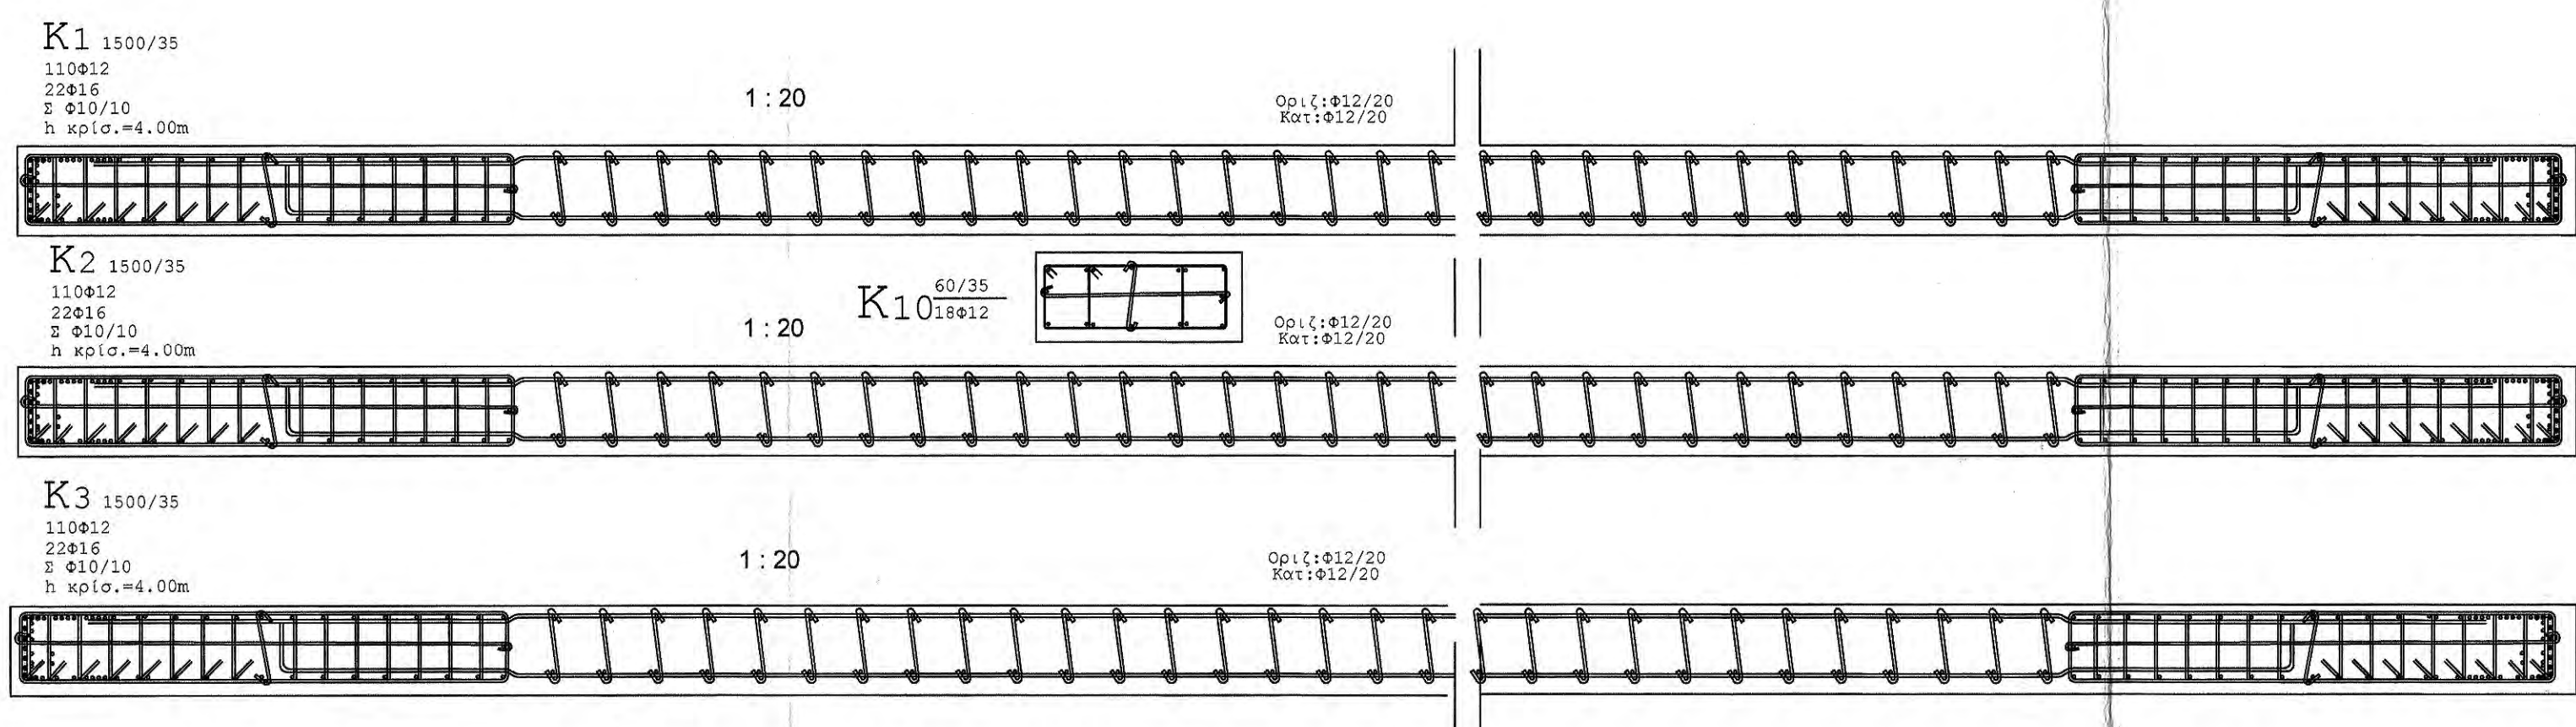 K1 1500/35
110Φ12
22Φ16
Σ Φ10/10
h κρίσ.=4.00m
1:20
Οριζ:Φ12/20
Κατ:Φ12/20
K2 1500/35
110Φ12
22Φ16
Σ Φ10/10
h κρίσ.=4.00m
1:20
K10 60/35
18Φ12
Οριζ:Φ12/20
Κατ:Φ12/20
K3 1500/35
110Φ12
22Φ16
Σ Φ10/10
h κρίσ.=4.00m
1:20
Οριζ:Φ12/20
Κατ:Φ12/20